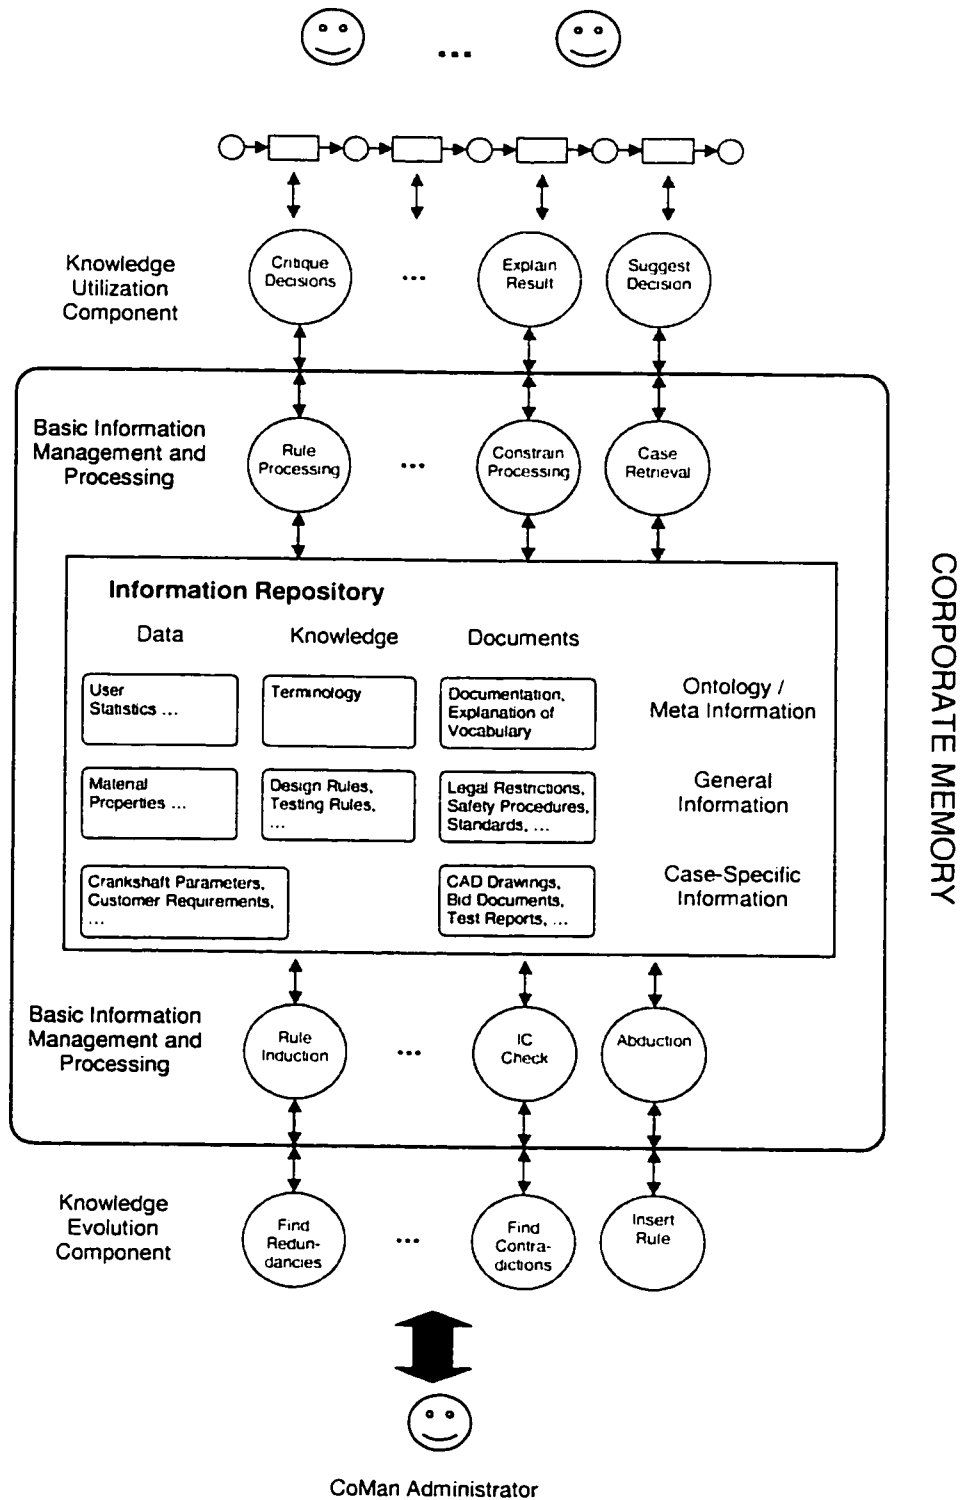 ...
Knowledge
Utilization
Component
Critique
Decisions
...
Explain
Result
Suggest
Decision
Basic Information
Management and
Processing
Rule
Processing
...
Constrain
Processing
Case
Retrieval
Information Repository
Data
Knowledge
Documents
User
Statistics ...
Terminology
Documentation,
Explanation of
Vocabulary
Ontology /
Meta Information
Material
Properties ...
Design Rules,
Testing Rules,
...
Legal Restrictions,
Safety Procedures,
Standards, ...
General
Information
Crankshaft Parameters,
Customer Requirements,
...
CAD Drawings,
Bid Documents,
Test Reports, ...
Case-Specific
Information
CORPORATE MEMORY
Basic Information
Management and
Processing
Rule
Induction
...
IC
Check
Abduction
Knowledge
Evolution
Component
Find
Redun-
dancies
...
Find
Contra-
dictions
Insert
Rule
CoMan Administrator